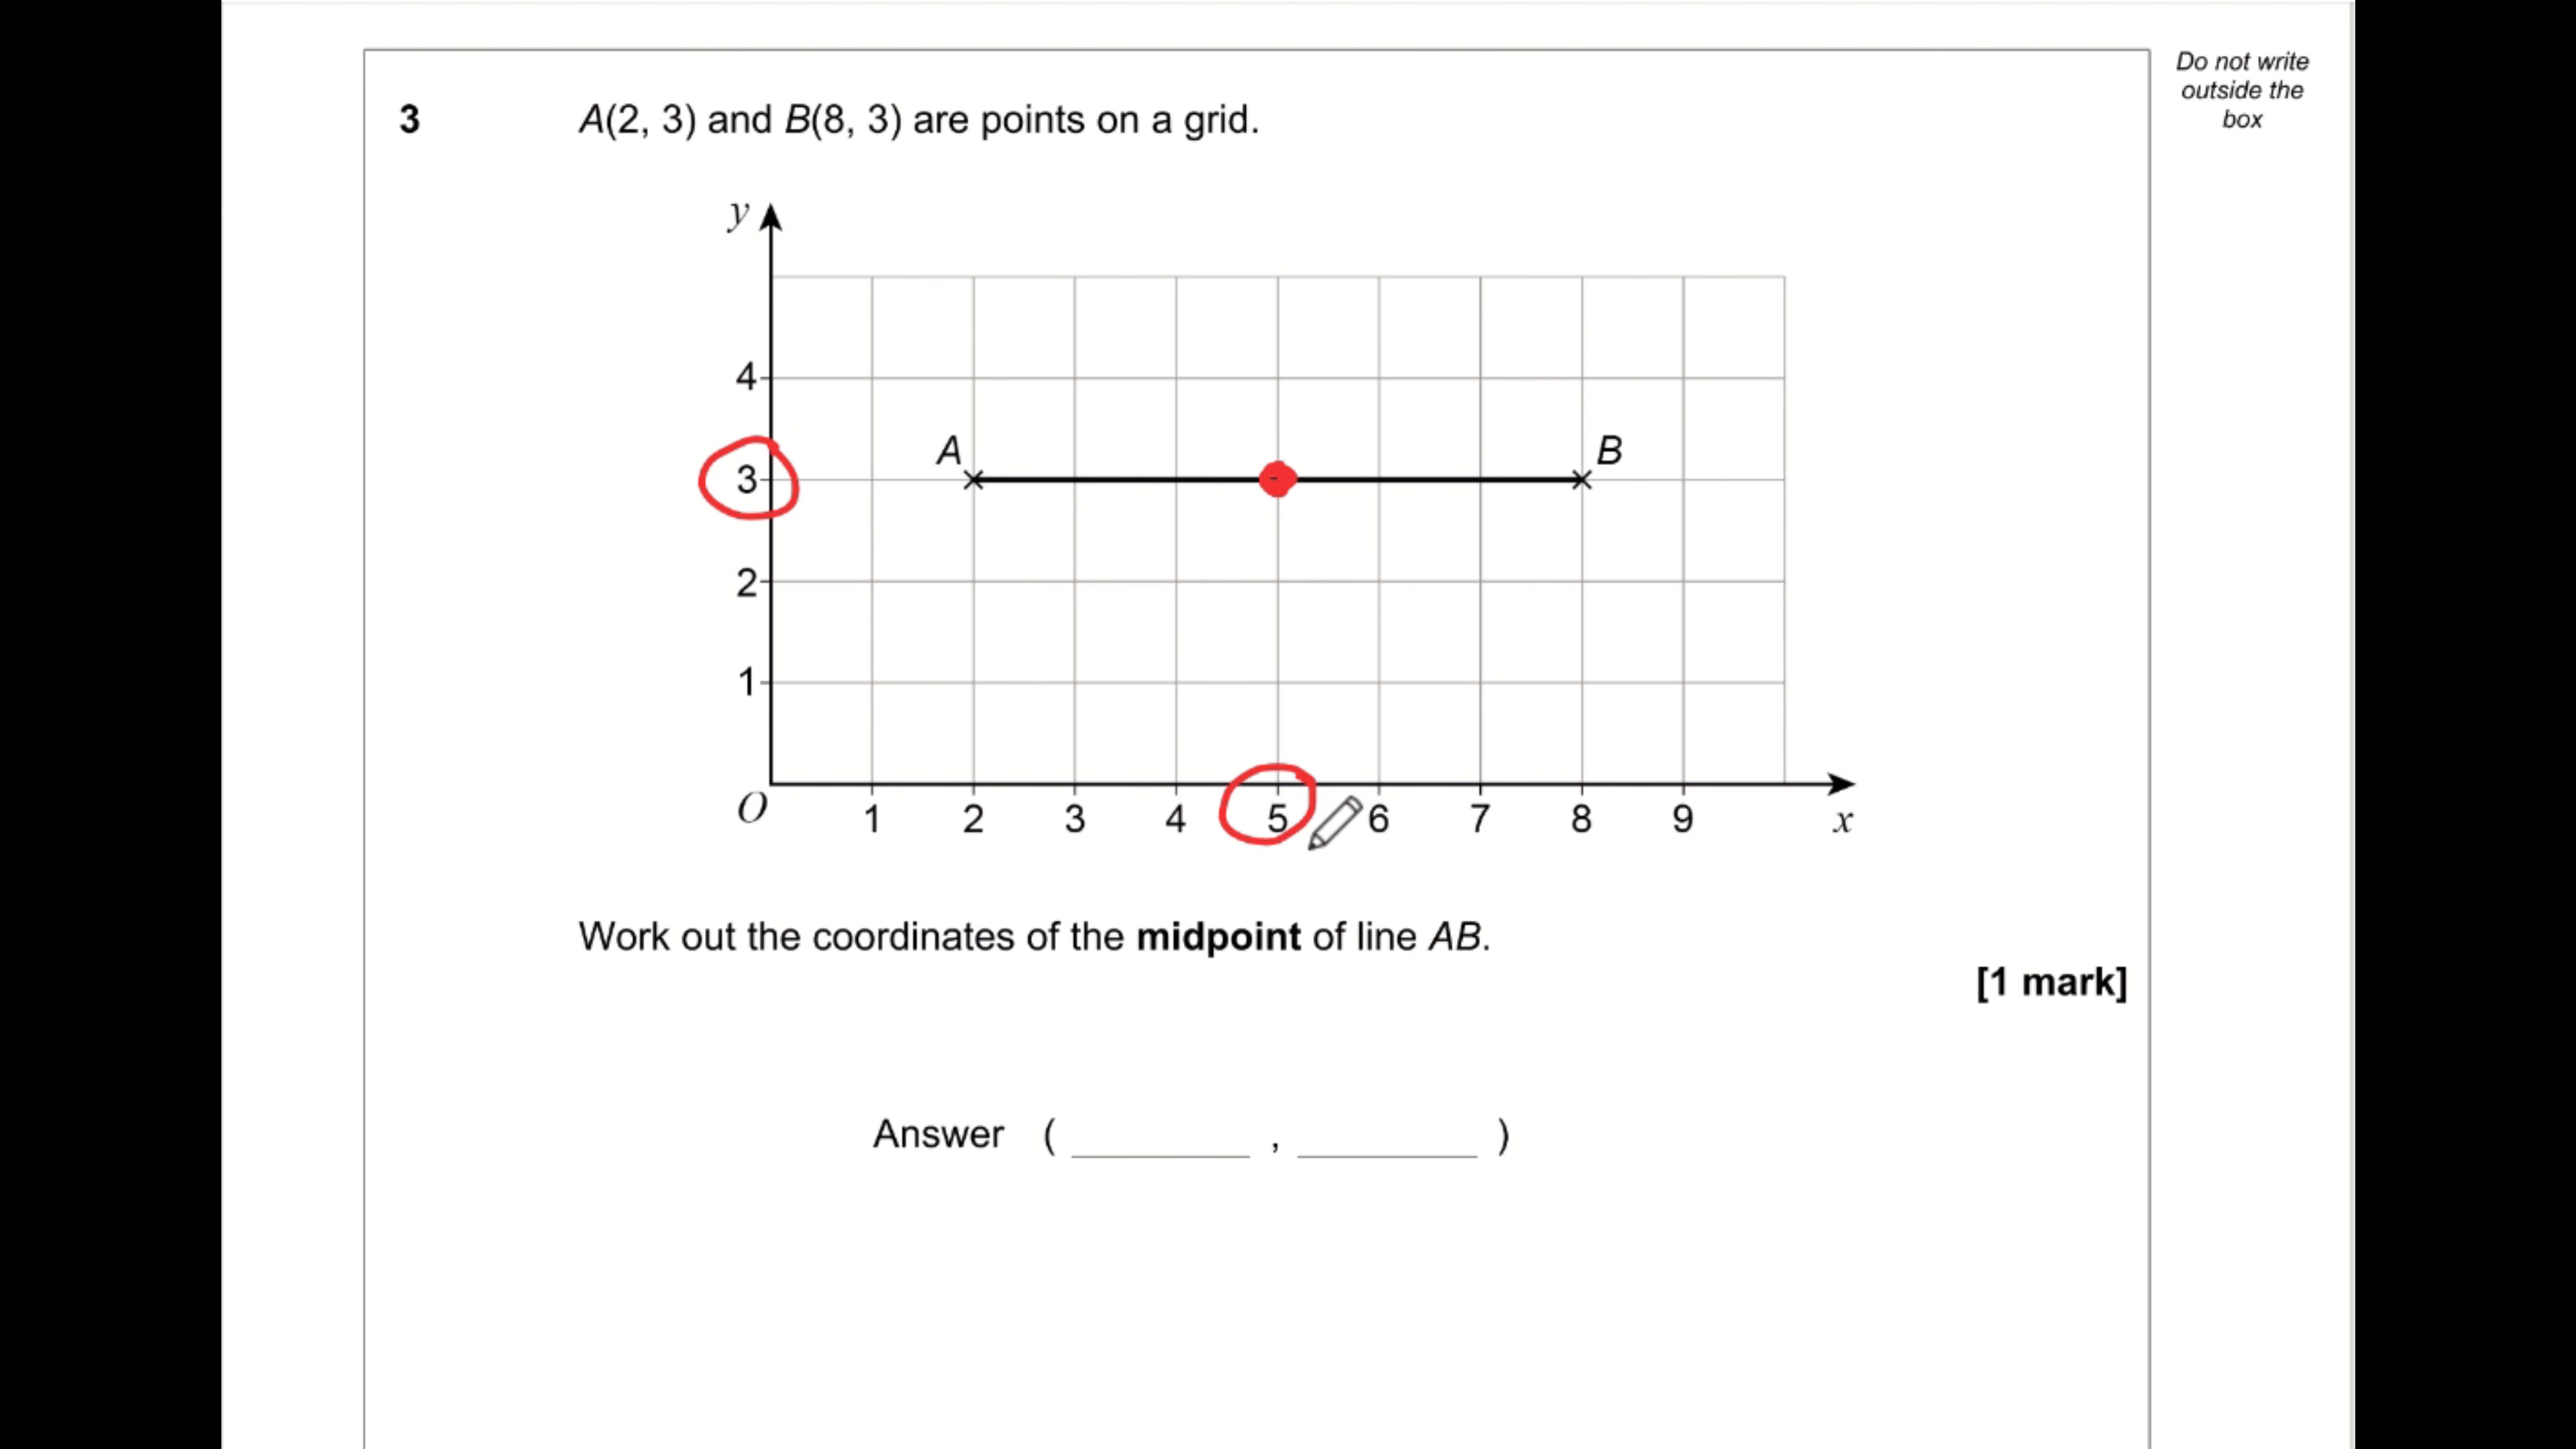 Do not write
outside the
box
3 A(2, 3) and B(8, 3) are points on a grid.
y
4
A B
3
2
1
O 1 2 3 4 5 6 7 8 9 x
Work out the coordinates of the midpoint of line AB.
[1 mark]
Answer ( ________ , ________ )